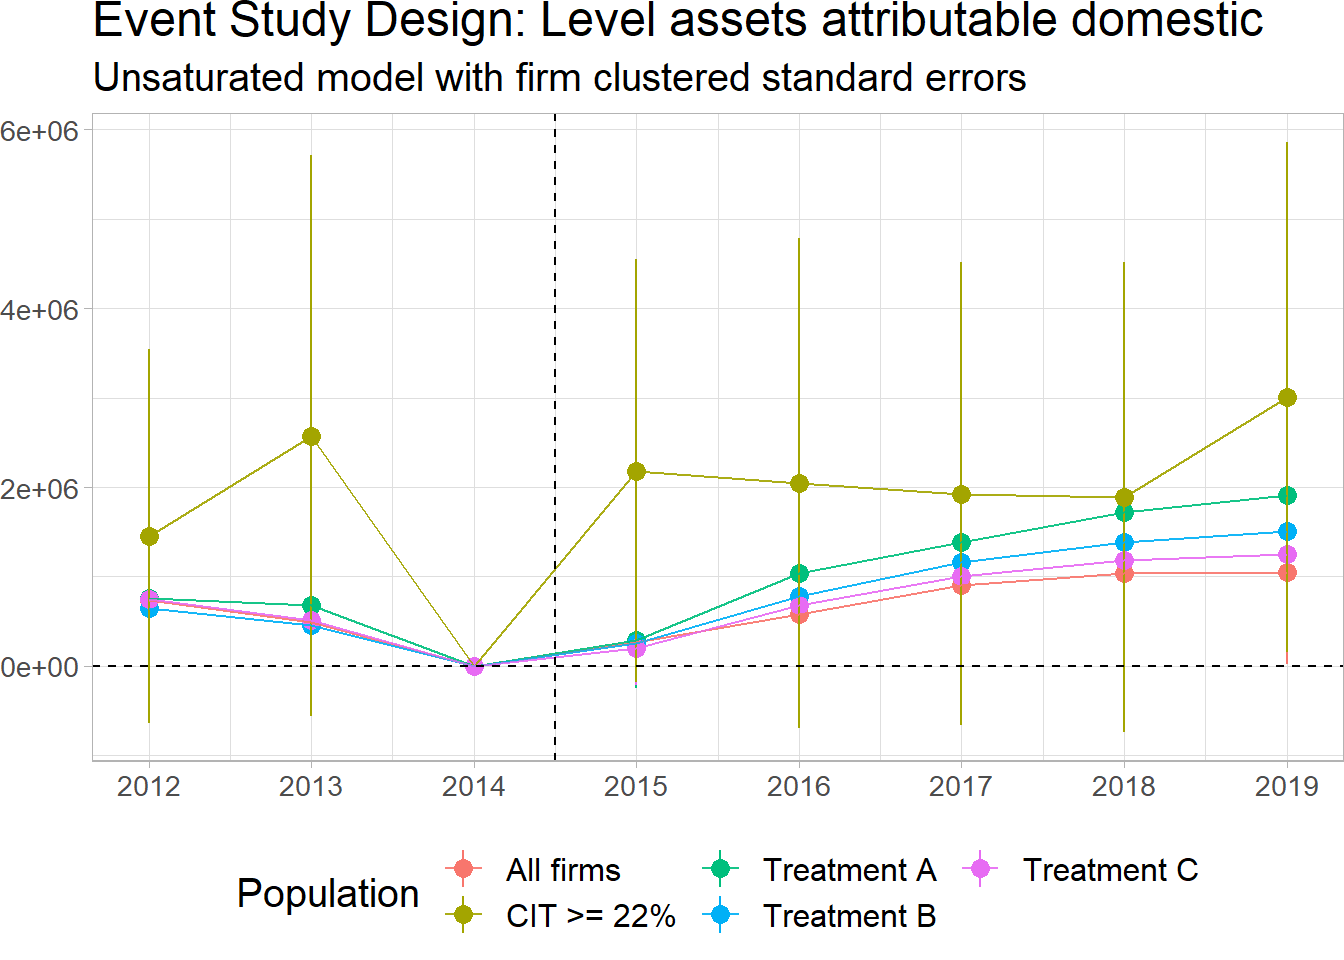 Event Study Design: Level assets attributable domestic
Unsaturated model with firm clustered standard errors
6e+06
4e+06
2e+06
0e+00
2012 2013 2014 2015 2016 2017 2018 2019
Population
All firms
CIT >= 22%
Treatment A
Treatment B
Treatment C